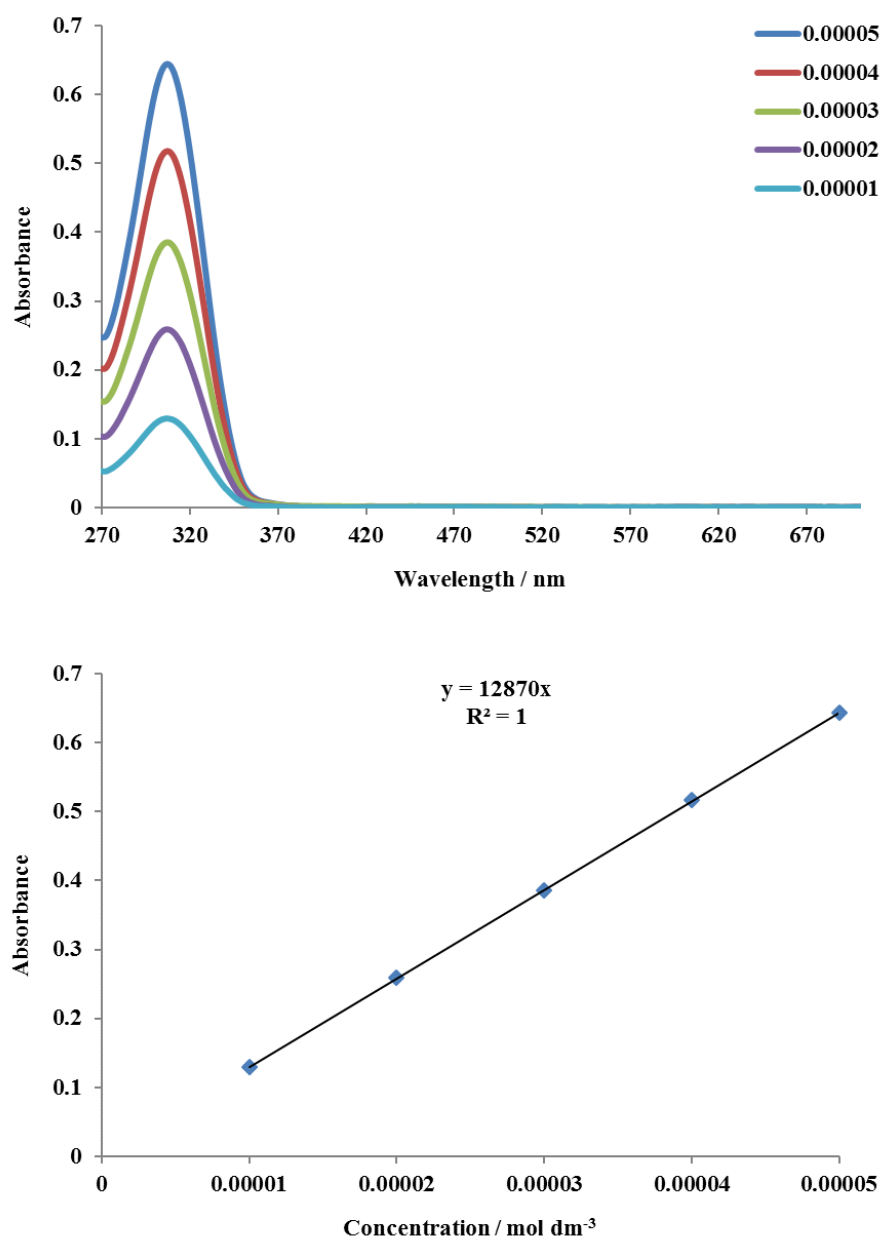 0.7
0.00005
0.6
0.00004
0.5
0.00003
0.4
0.00002
0.3
0.00001
0.2
0.1
0
270 320 370 420 470 520 570 620 670
Absorbance
Wavelength / nm
0.7
y = 12870x
R² = 1
0.6
0.5
0.4
0.3
0.2
0.1
0
0 0.00001 0.00002 0.00003 0.00004 0.00005
Absorbance
Concentration / mol dm⁻³